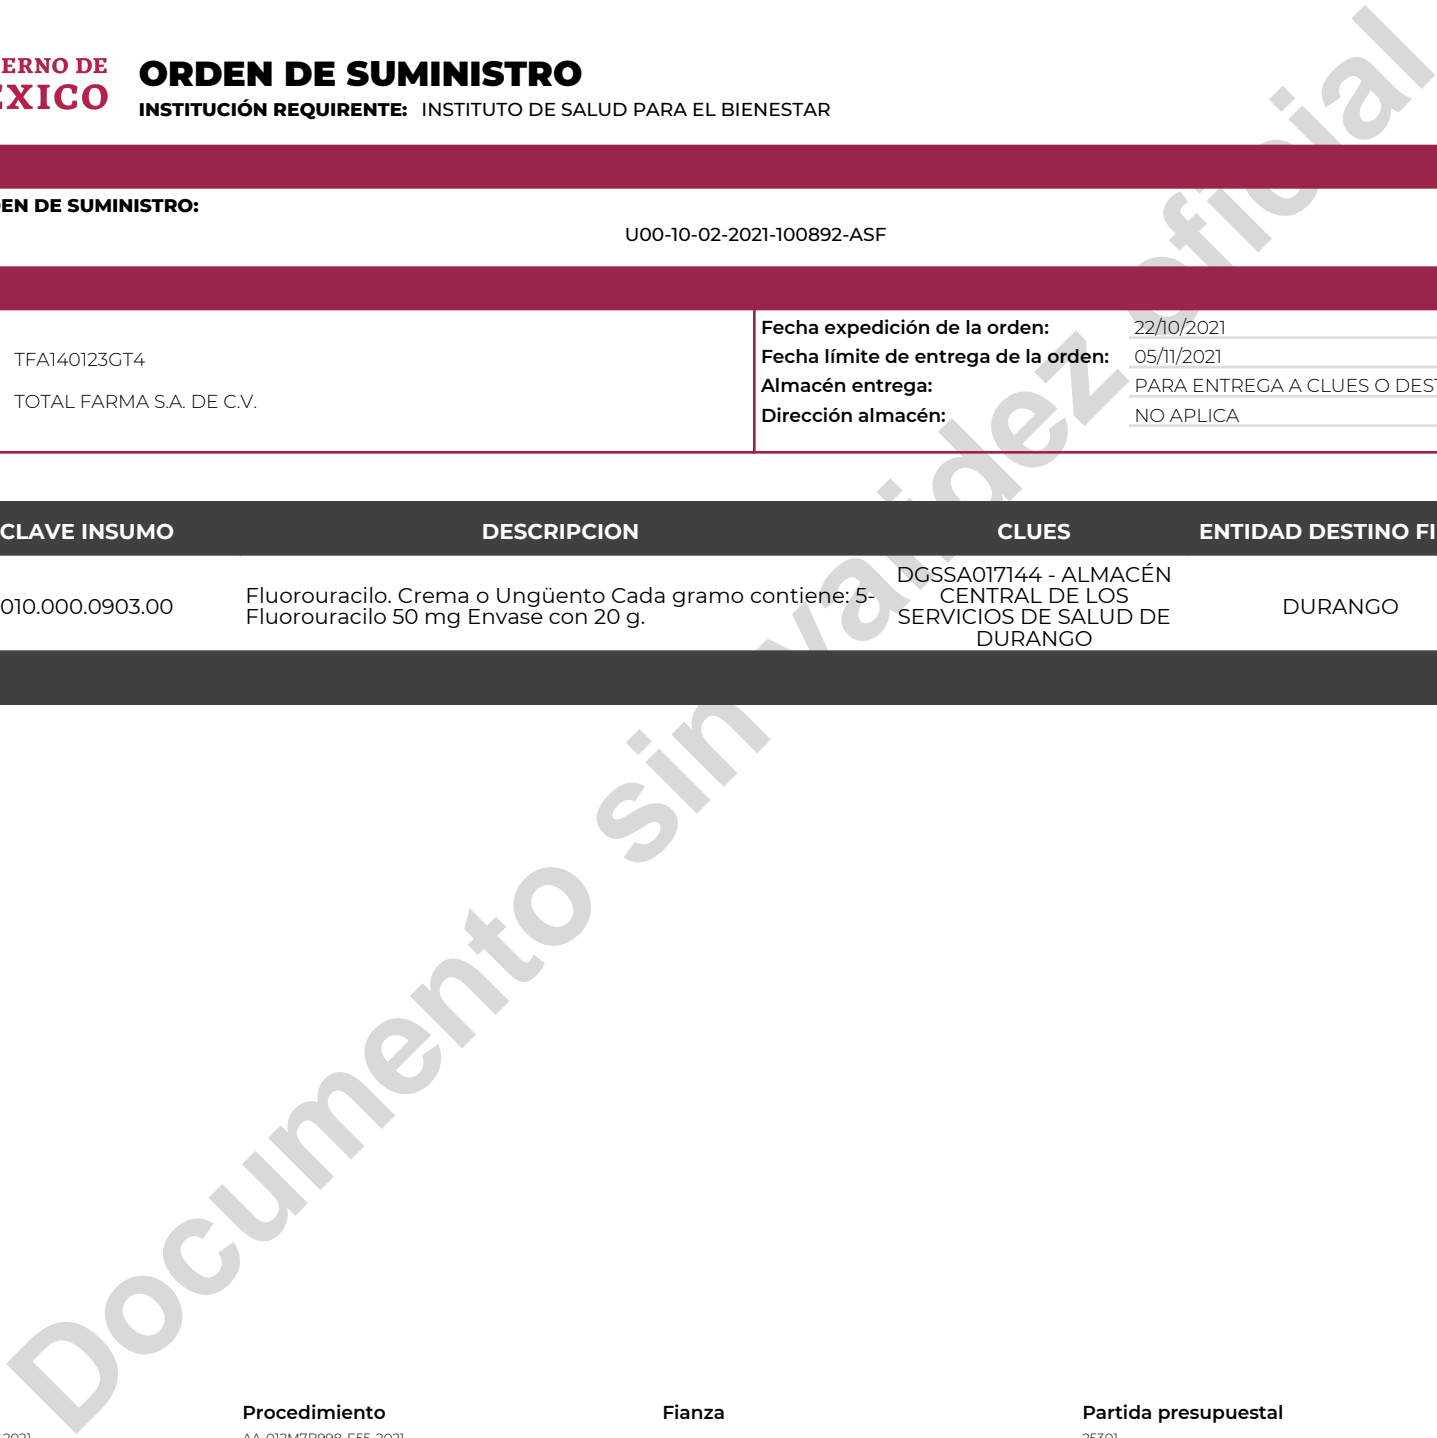 ERNO DE
EXICO
ORDEN DE SUMINISTRO
INSTITUCIÓN REQUIRENTE: INSTITUTO DE SALUD PARA EL BIENESTAR
EN DE SUMINISTRO:
U00-10-02-2021-100892-ASF
TFA140123GT4
TOTAL FARMA S.A. DE C.V.
Fecha expedición de la orden: 22/10/2021
Fecha límite de entrega de la orden: 05/11/2021
Almacén entrega: PARA ENTREGA A CLUES O DEST
Dirección almacén: NO APLICA
CLAVE INSUMO DESCRIPCION CLUES ENTIDAD DESTINO FI
010.000.0903.00
Fluorouracilo. Crema o Ungüento Cada gramo contiene: 5-
Fluorouracilo 50 mg Envase con 20 g.
DGSSA017144 - ALMACÉN
CENTRAL DE LOS
SERVICIOS DE SALUD DE
DURANGO
DURANGO
Documento sin validez oficial
Procedimiento Fianza Partida presupuestal